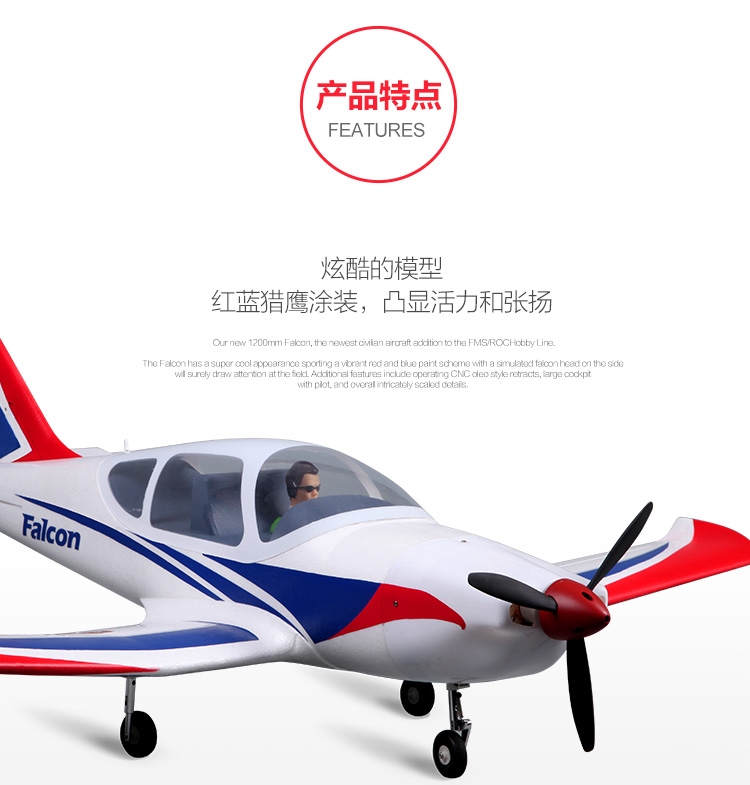 产品特点
FEATURES
炫酷的模型
红蓝猎鹰涂装，凸显活力和张扬
Our new 1200mm Falcon, the newest civilian aircraft addition to the FMS/ROCHobby Line.
The Falcon has a super cool appearance sporting a vibrant red and blue paint scheme with a simulated falcon head on the side
will surely draw attention at the field. Additional features include operating CNC oleo style retracts, large cockpit
with pilot, and overall intricately scaled details.
Falcon